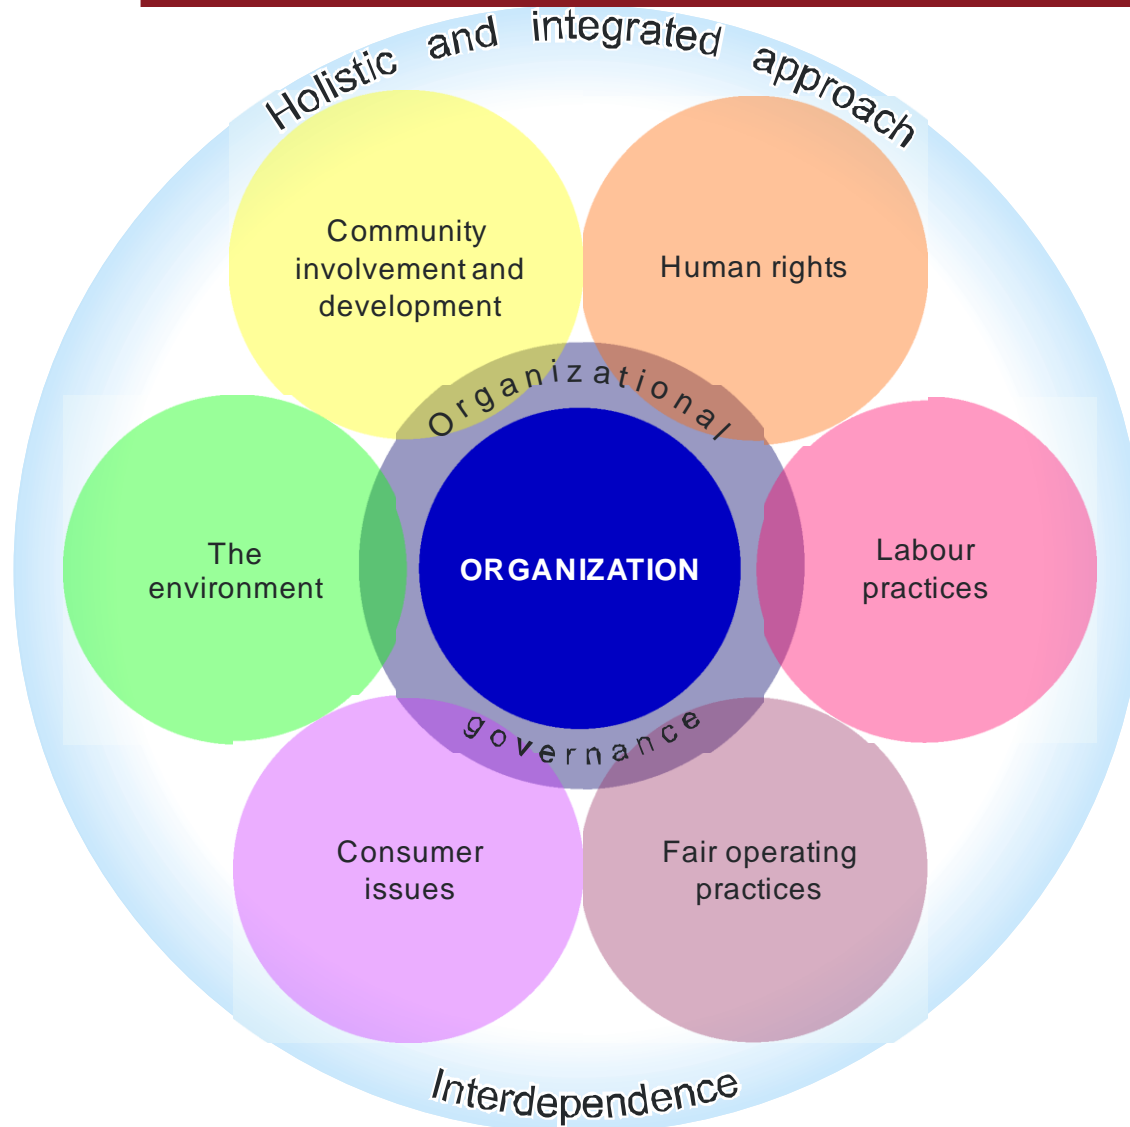 Holistic and integrated approach
Community
involvement and
development
Human rights
Organizational
The
environment
ORGANIZATION
Labour
practices
governance
Consumer
issues
Fair operating
practices
Interdependence